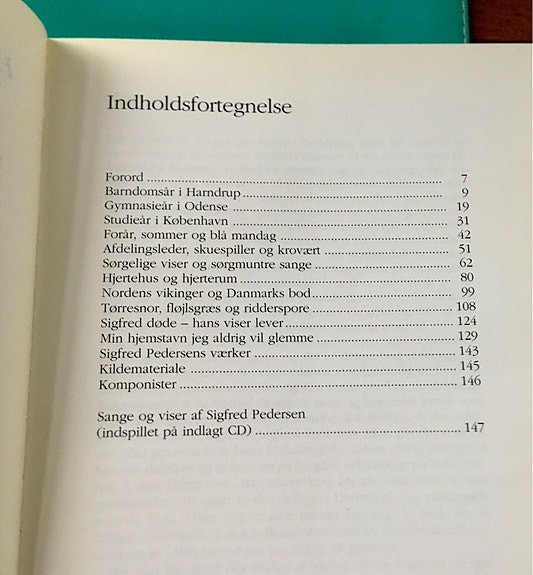 Indholdsfortegnelse
Forord ........ 7
Barndomsår i Harndrup ........ 9
Gymnasieår i Odense ........ 19
Studieår i København ........ 31
Forår, sommer og blå mandag ........ 42
Afdelingsleder, skuespiller og krovært ........ 51
Sørgelige viser og sørgmuntre sange ........ 62
Hjertehus og hjerterum ........ 80
Nordens vikinger og Danmarks bod ........ 99
Tørresnor, fløjlsgræs og ridderspore ........ 108
Sigfred døde – hans viser lever ........ 124
Min hjemstavn jeg aldrig vil glemme ........ 129
Sigfred Pedersens værker ........ 143
Kildemateriale ........ 145
Komponister ........ 146
Sange og viser af Sigfred Pedersen
(indspillet på indlagt CD) ........ 147